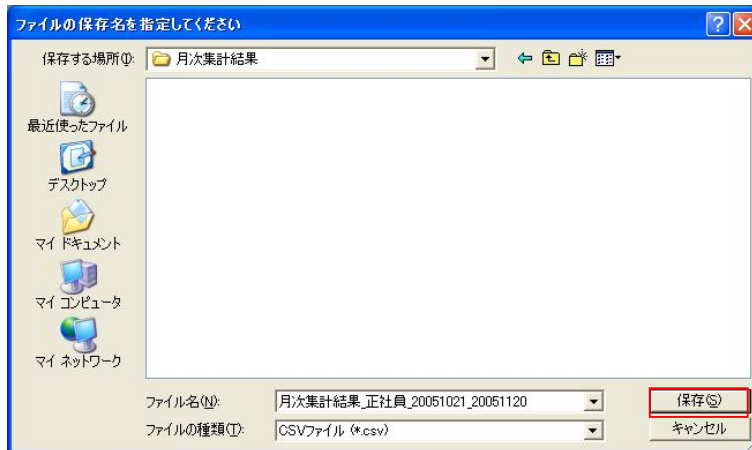 ファイルの保存名を指定してください
保存する場所(I):
月次集計結果
最近使ったファイル
デスクトップ
マイ ドキュメント
マイ コンピュータ
マイ ネットワーク
ファイル名(N):
月次集計結果_正社員_20051021_20051120
保存(S)
ファイルの種類(T):
CSVファイル (*.csv)
キャンセル